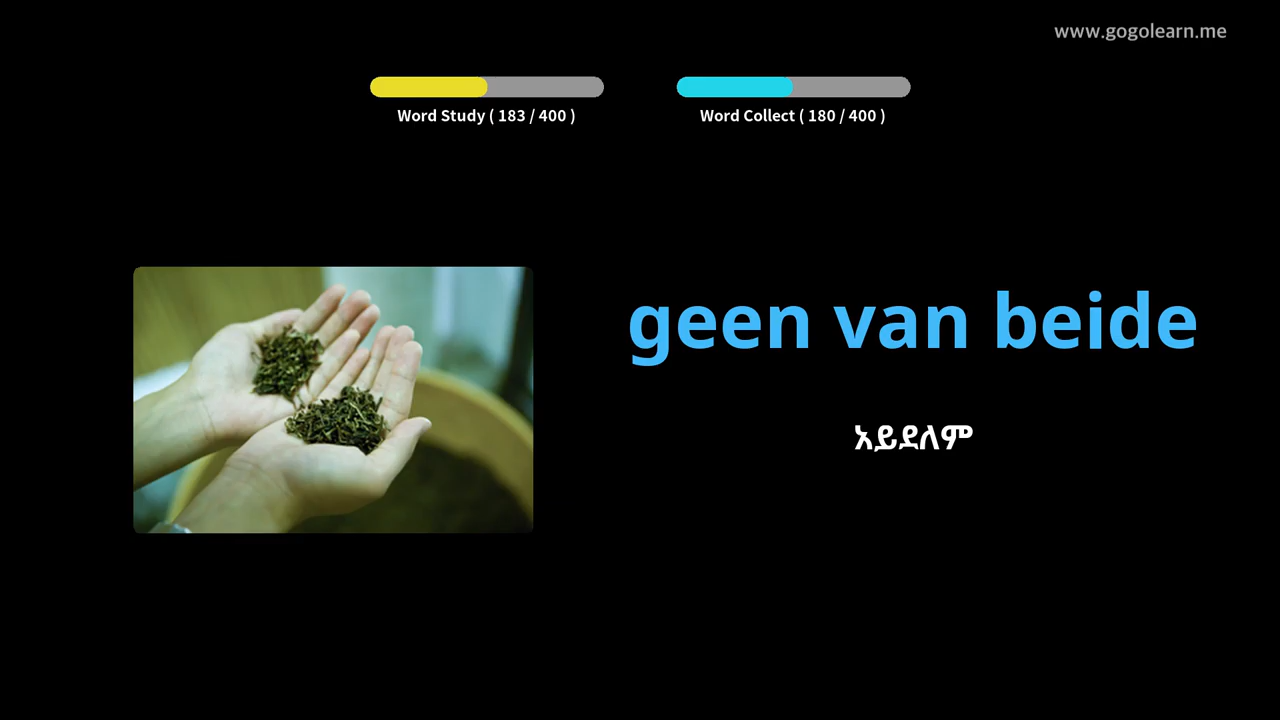 www.gogolearn.me
Word Study ( 183 / 400 )
Word Collect ( 180 / 400 )
geen van beide
አይደለም